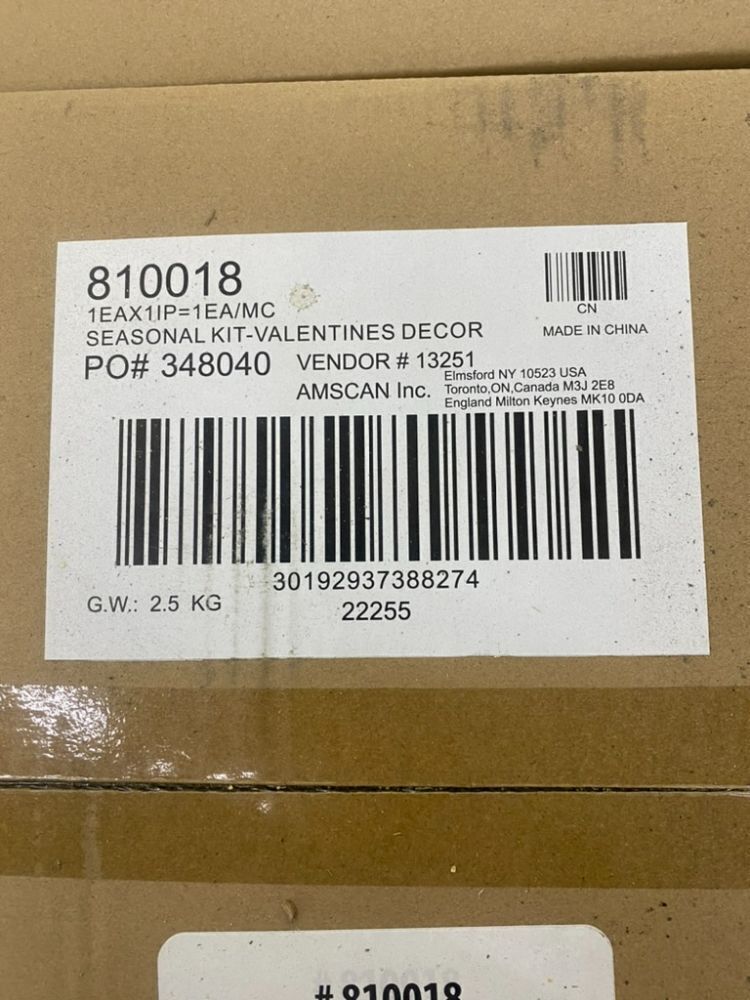 810018
1EAX1IP=1EA/MC
SEASONAL KIT-VALENTINES DECOR
PO# 348040 VENDOR # 13251
AMSCAN Inc.
Elmsford NY 10523 USA
Toronto,ON,Canada M3J 2E8
England Milton Keynes MK10 0DA
CN
MADE IN CHINA
30192937388274
22255
G.W.: 2.5 KG
# 810018